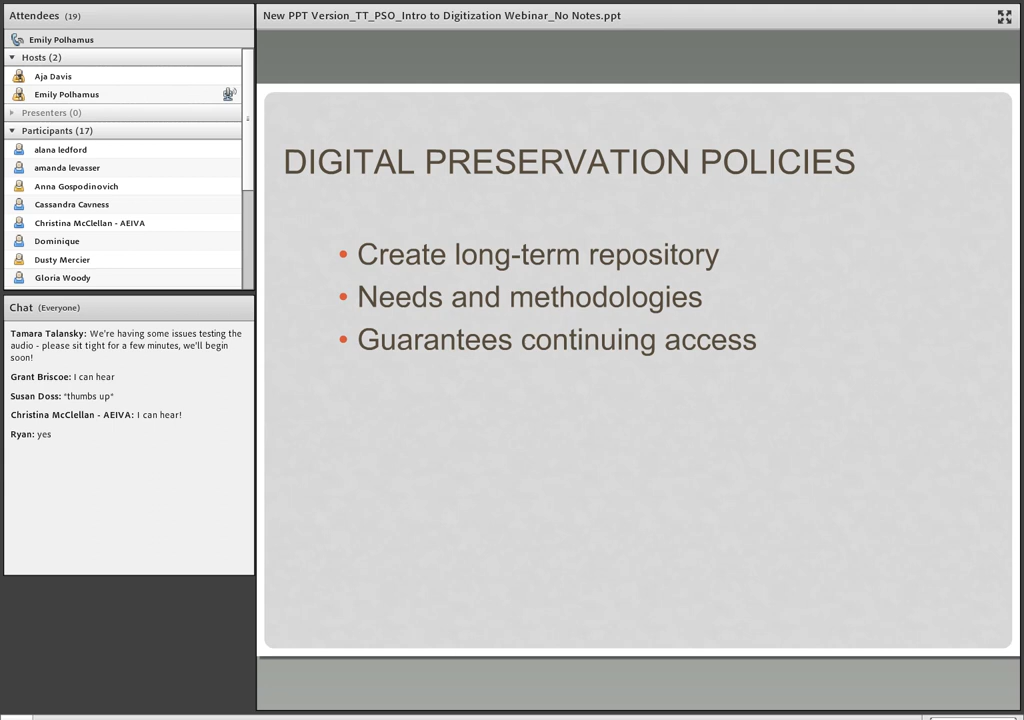 Attendees (19)
Emily Polhamus
Hosts (2)
Aja Davis
Emily Polhamus
Presenters (0)
Participants (17)
alana ledford
amanda levasser
Anna Gospodinovich
Cassandra Cavness
Christina McClellan - AEIVA
Dominique
Dusty Mercier
Gloria Woody
Chat (Everyone)
Tamara Talansky: We're having some issues testing the
audio - please sit tight for a few minutes, we'll begin
soon!
Grant Briscoe: I can hear
Susan Doss: *thumbs up*
Christina McClellan - AEIVA: I can hear!
Ryan: yes
New PPT Version_TT_PSO_Intro to Digitization Webinar_No Notes.ppt
DIGITAL PRESERVATION POLICIES
• Create long-term repository
• Needs and methodologies
• Guarantees continuing access